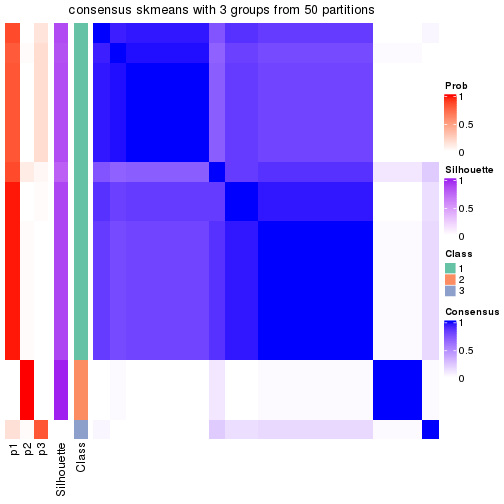 consensus skmeans with 3 groups from 50 partitions
Prob
1
0.5
0
Silhouette
1
0.5
0
Class
1
2
3
Consensus
1
0.5
0
p1
p2
p3
Silhouette
Class